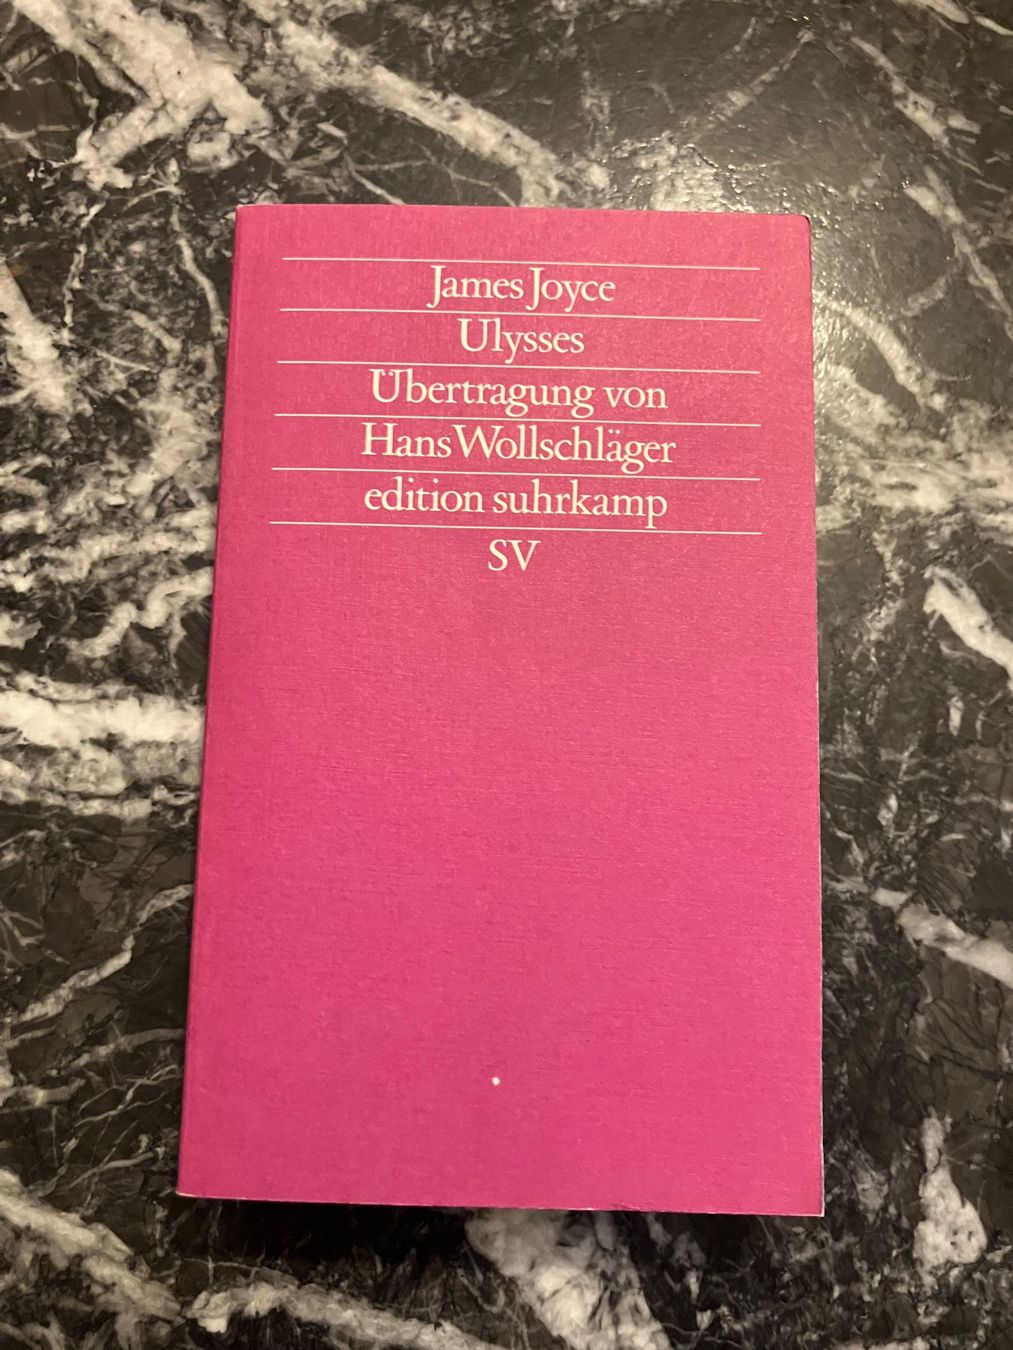 James Joyce
Ulysses
Übertragung von
Hans Wollschläger
edition suhrkamp
SV